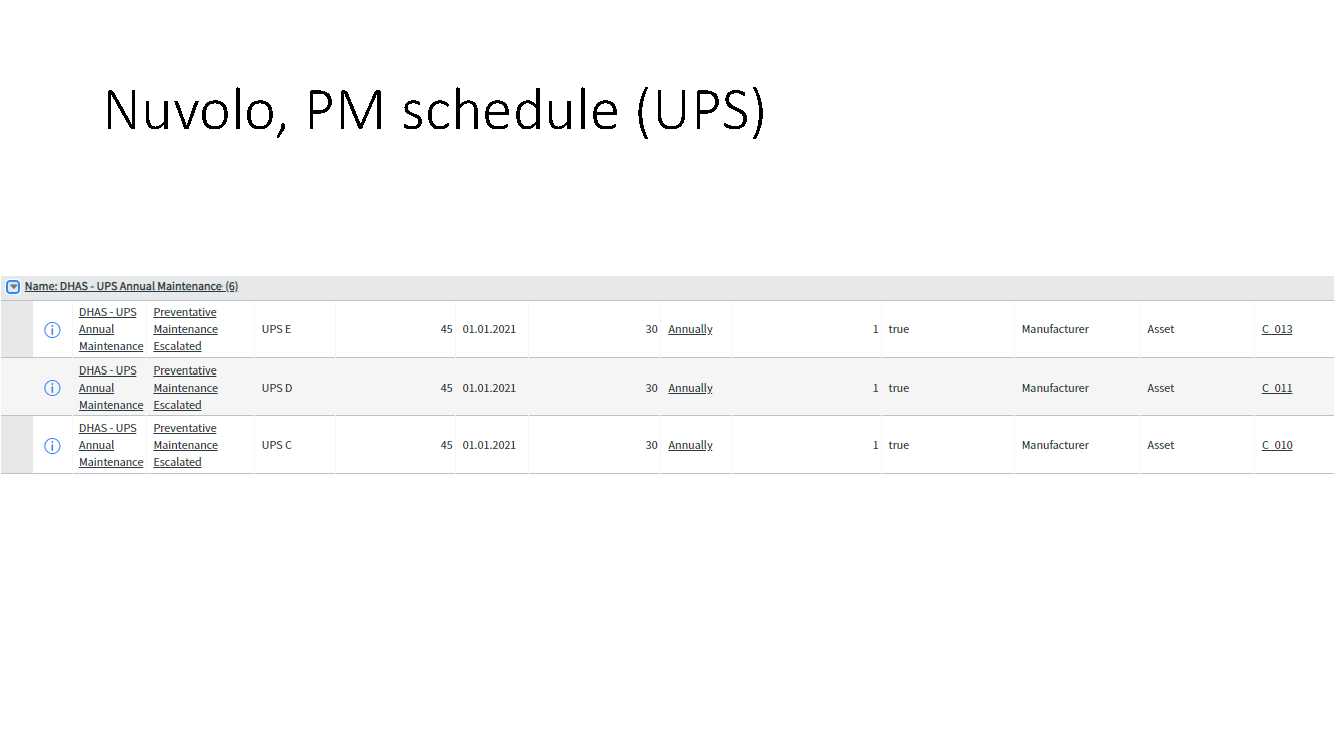 Nuvolo, PM schedule (UPS)
Name: DHAS - UPS Annual Maintenance (6)
DHAS - UPS Annual Maintenance Preventative Maintenance Escalated UPS E 45 01.01.2021 30 Annually 1 true Manufacturer Asset C_013
DHAS - UPS Annual Maintenance Preventative Maintenance Escalated UPS D 45 01.01.2021 30 Annually 1 true Manufacturer Asset C_011
DHAS - UPS Annual Maintenance Preventative Maintenance Escalated UPS C 45 01.01.2021 30 Annually 1 true Manufacturer Asset C_010